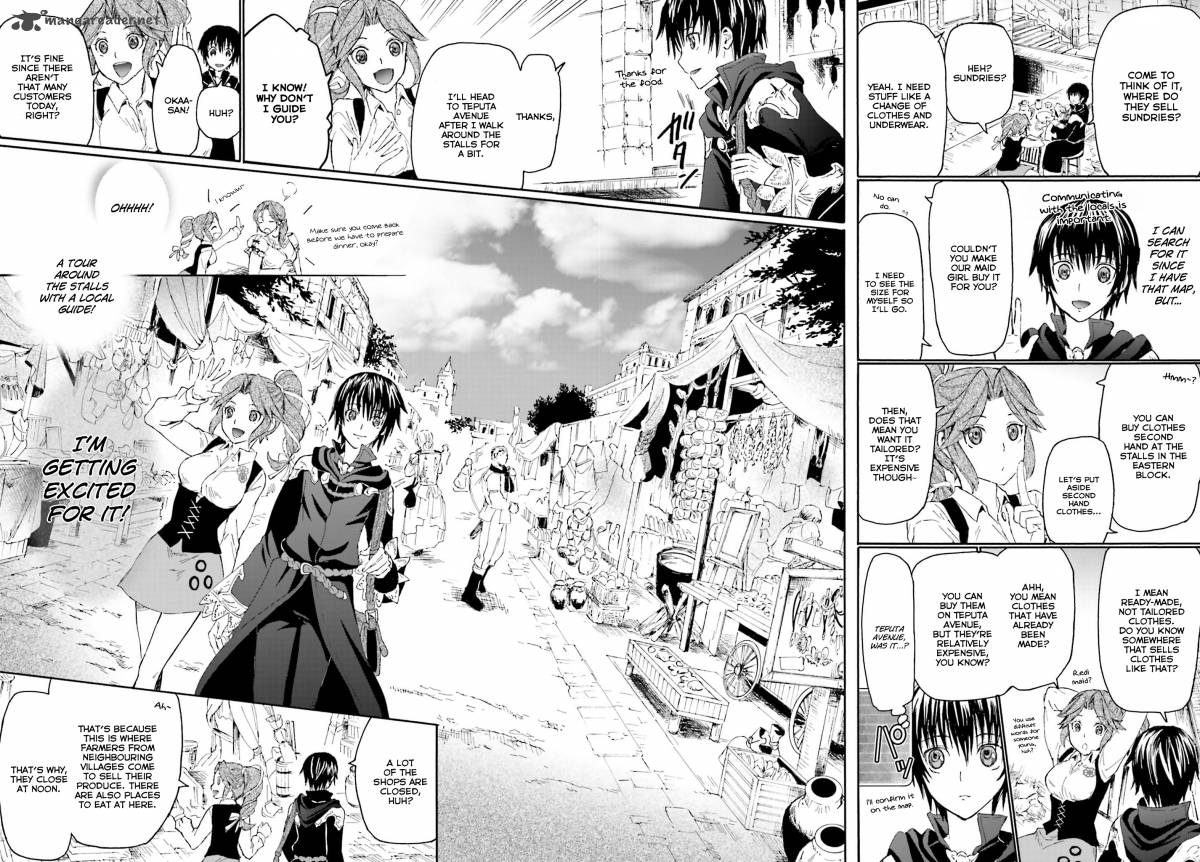 mangareader.net
COME TO
THINK OF IT,
WHERE DO
THEY SELL
SUNDRIES?
HEH?
SUNDRIES?
YEAH. I NEED
STUFF LIKE A
CHANGE OF
CLOTHES AND
UNDERWEAR.
Communicating
with the locals is
important.
I CAN
SEARCH
FOR IT
SINCE I
HAVE
THAT MAP,
BUT...
COULDN'T
YOU MAKE
OUR MAID
GIRL BUY IT
FOR YOU?
No can
do.
I NEED
TO SEE THE
SIZE FOR
MYSELF SO
I'LL GO.
Hmm~?
YOU CAN
BUY CLOTHES
SECOND
HAND AT
THE STALLS
IN THE
EASTERN
BLOCK.
LET'S PUT
ASIDE
SECOND
HAND
CLOTHES...
THEN,
DOES THAT
MEAN YOU
WANT IT
TAILORED?
IT'S
EXPENSIVE
THOUGH~
I MEAN
READY-MADE,
NOT TAILORED
CLOTHES.
DO YOU KNOW
SOMEWHERE
THAT SELLS
CLOTHES
LIKE THAT?
Redi
maid?
You use difficult
words for
someone
young,
huh?
AHH,
YOU MEAN
CLOTHES
THAT HAVE
ALREADY
BEEN
MADE?
YOU CAN
BUY THEM
ON TEPUTA
AVENUE,
BUT THEY'RE
RELATIVELY
EXPENSIVE,
YOU KNOW?
TEPUTA
AVENUE,
WAS IT...?
パッ
I'll confirm it
on the map.
Thanks for
the food
ガタン
THANKS,
I'LL HEAD
TO TEPUTA
AVENUE
AFTER I WALK
AROUND THE
STALLS FOR
A BIT.
I KNOW!
WHY DON'T
I GUIDE
YOU?
HUH?
OKAA-
SAN!
IT'S FINE
SINCE THERE
AREN'T
THAT MANY
CUSTOMERS
TODAY,
RIGHT?
Make sure you come back
before we have to prepare
dinner, okay?
I knowww~
OHHHH!
A TOUR
AROUND
THE STALLS
WITH A LOCAL
GUIDE!
I'M
GETTING
EXCITED
FOR IT!
A LOT
OF THE
SHOPS ARE
CLOSED,
HUH?
Ah~
THAT'S BECAUSE
THIS IS WHERE
FARMERS FROM
NEIGHBOURING
VILLAGES COME
TO SELL THEIR
PRODUCE. THERE
ARE ALSO PLACES
TO EAT AT HERE.
THAT'S WHY,
THEY CLOSE
AT NOON.